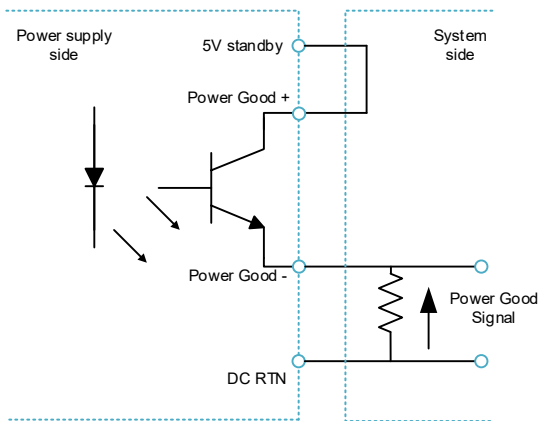 Power supply
side
5V standby
System
side
Power Good +
Power Good -
Power Good
Signal
DC RTN